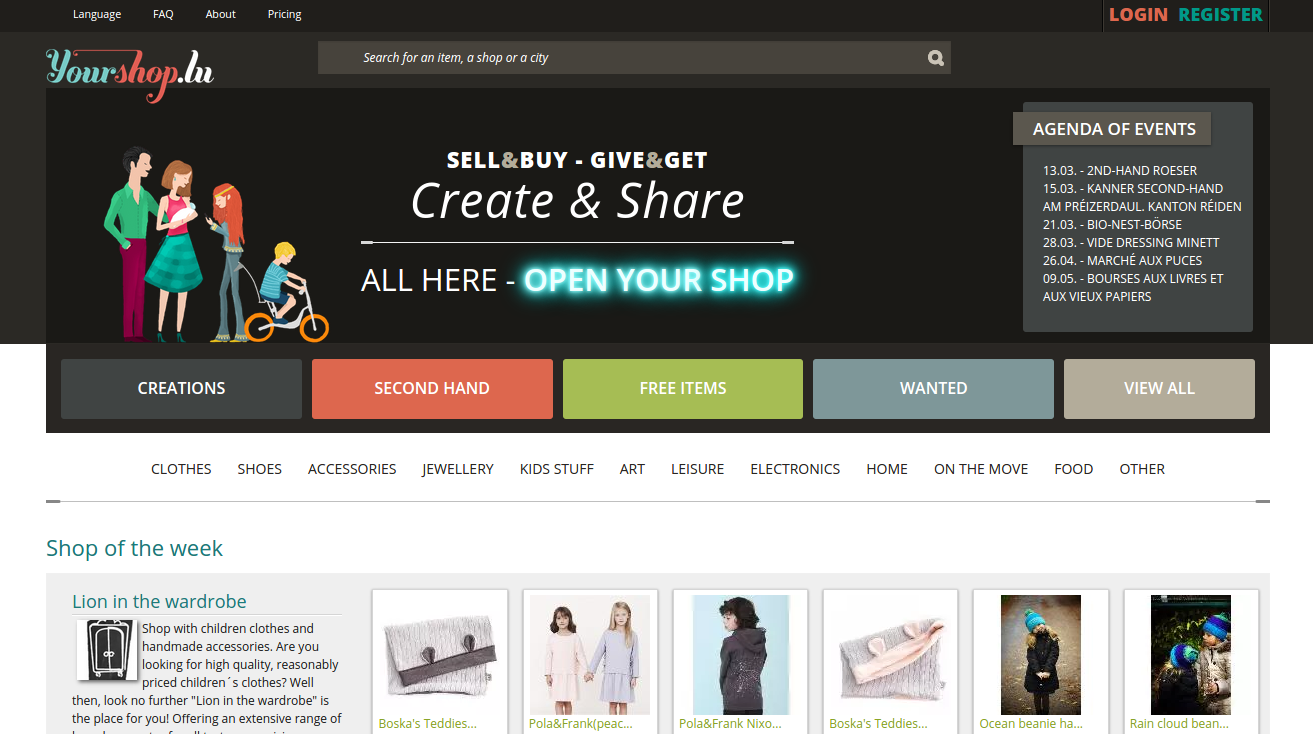 Language FAQ About Pricing LOGIN REGISTER
Yourshop.lu
Search for an item, a shop or a city
SELL&BUY - GIVE&GET
Create & Share
ALL HERE - OPEN YOUR SHOP
AGENDA OF EVENTS
13.03. - 2ND-HAND ROESER
15.03. - KANNER SECOND-HAND
AM PRÉIZERDAUL. KANTON RÉIDEN
21.03. - BIO-NEST-BÖRSE
28.03. - VIDE DRESSING MINETT
26.04. - MARCHÉ AUX PUCES
09.05. - BOURSES AUX LIVRES ET
AUX VIEUX PAPIERS
CREATIONS SECOND HAND FREE ITEMS WANTED VIEW ALL
CLOTHES SHOES ACCESSORIES JEWELLERY KIDS STUFF ART LEISURE ELECTRONICS HOME ON THE MOVE FOOD OTHER
Shop of the week
Lion in the wardrobe
Shop with children clothes and
handmade accessories. Are you
looking for high quality, reasonably
priced children´s clothes? Well
then, look no further "Lion in the wardrobe" is
the place for you! Offering an extensive range of
Boska's Teddies... Pola&Frank(peac... Pola&Frank Nixo... Boska's Teddies... Ocean beanie ha... Rain cloud bean...